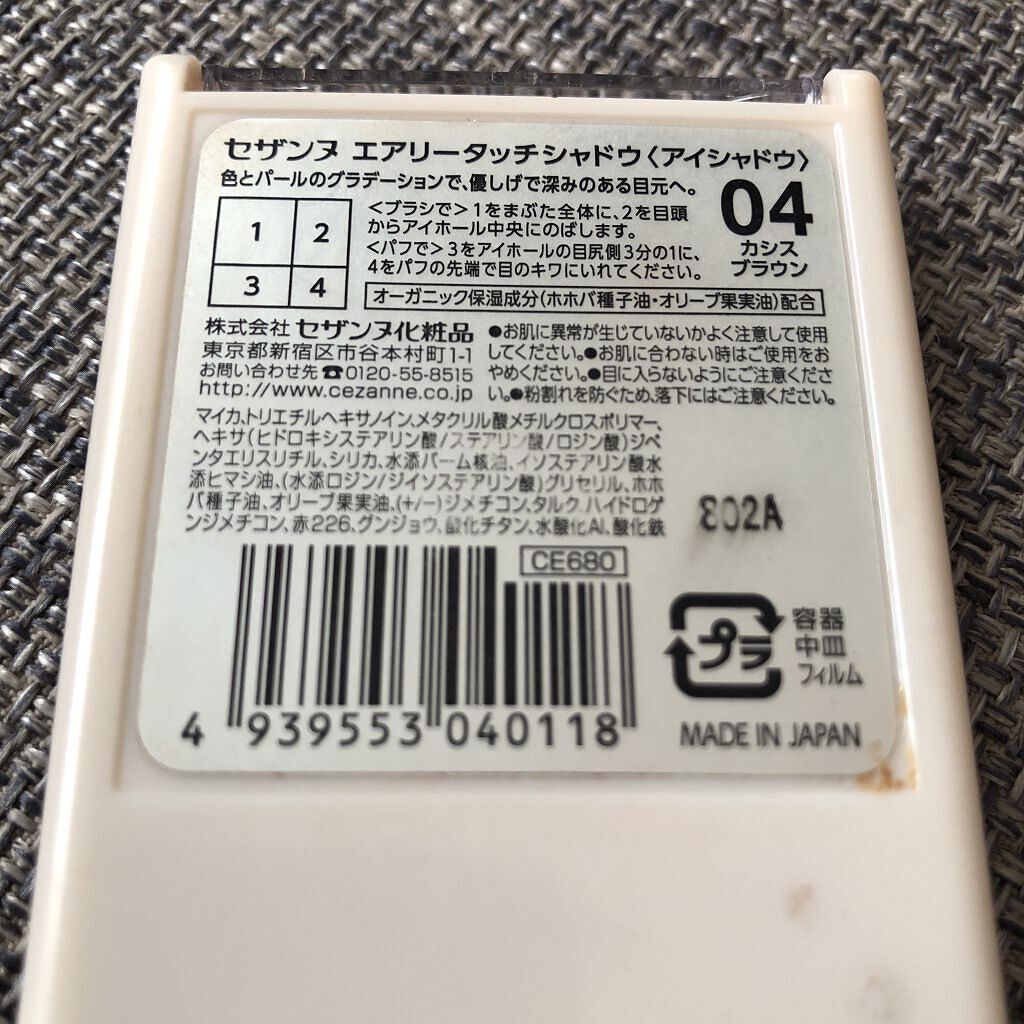 セザンヌ エアリータッチシャドウ〈アイシャドウ〉
色とパールのグラデーションで、優しげで深みのある目元へ。
04
カシス
ブラウン
1 2
3 4
<ブラシで>1をまぶた全体に、2を目頭
からアイホール中央にのばします。
<パフで>3をアイホールの目尻側3分の1に、
4をパフの先端で目のキワにいれてください。
オーガニック保湿成分(ホホバ種子油・オリーブ果実油)配合
株式会社 セザンヌ化粧品
東京都新宿区市谷本村町1-1
お問い合わせ先☎0120-55-8515
http://www.cezanne.co.jp
●お肌に異常が生じていないかよく注意して使用
してください。●お肌に合わない時はご使用をお
やめください。●目に入らないようにご注意くださ
い。●粉割れを防ぐため、落下にはご注意ください。
マイカ、トリエチルヘキサノイン、メタクリル酸メチルクロスポリマー、
ヘキサ(ヒドロキシステアリン酸/ステアリン酸/ロジン酸)ジペ
ンタエリスリチル、シリカ、水添パーム核油、イソステアリン酸水
添ヒマシ油、(水添ロジン/ジイソステアリン酸)グリセリル、ホホ
バ種子油、オリーブ果実油、(+/−)ジメチコン、タルク、ハイドロゲ
ンジメチコン、赤226、グンジョウ、酸化チタン、水酸化Al、酸化鉄
802A
CE680
4 939553 040118
プラ
容器
中皿
フィルム
MADE IN JAPAN